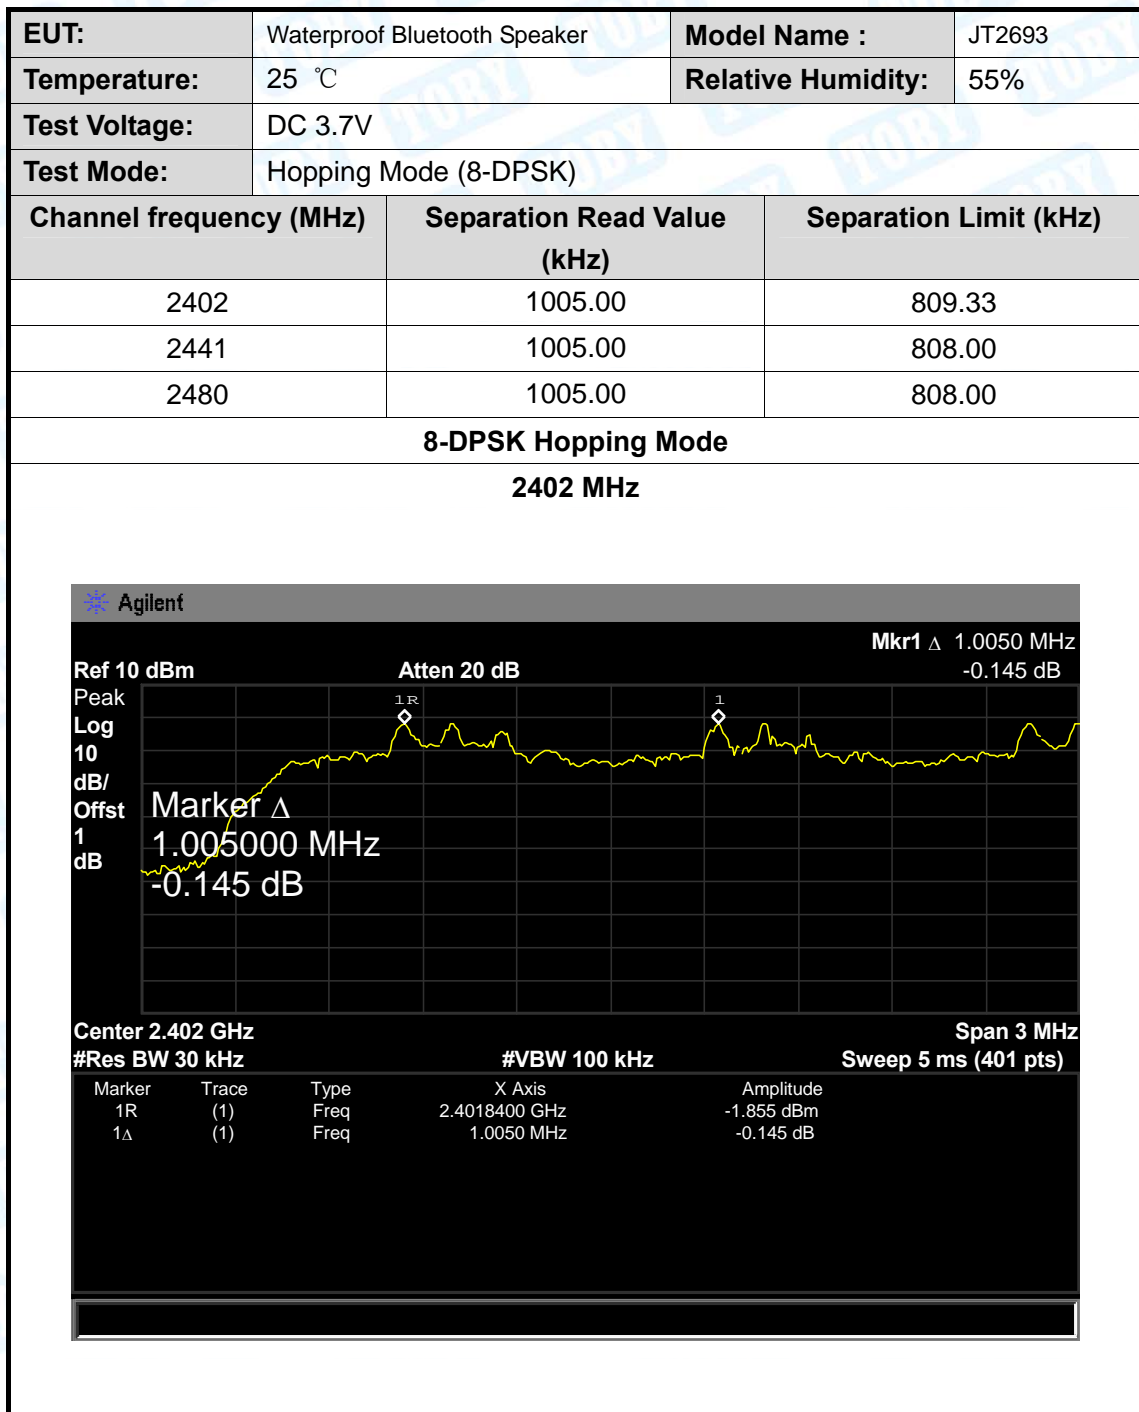 EUT: Waterproof Bluetooth Speaker Model Name : JT2693
Temperature: 25 ℃ Relative Humidity: 55%
Test Voltage: DC 3.7V
Test Mode: Hopping Mode (8-DPSK)
Channel frequency (MHz) Separation Read Value (kHz) Separation Limit (kHz)
2402 1005.00 809.33
2441 1005.00 808.00
2480 1005.00 808.00
8-DPSK Hopping Mode
2402 MHz
Agilent
Mkr1 Δ 1.0050 MHz
Ref 10 dBm Atten 20 dB -0.145 dB
Peak
Log
10
dB/
Offst
1
dB
1R 1
Marker Δ
1.005000 MHz
-0.145 dB
Center 2.402 GHz Span 3 MHz
#Res BW 30 kHz #VBW 100 kHz Sweep 5 ms (401 pts)
Marker Trace Type X Axis Amplitude
1R (1) Freq 2.4018400 GHz -1.855 dBm
1Δ (1) Freq 1.0050 MHz -0.145 dB
TOBY